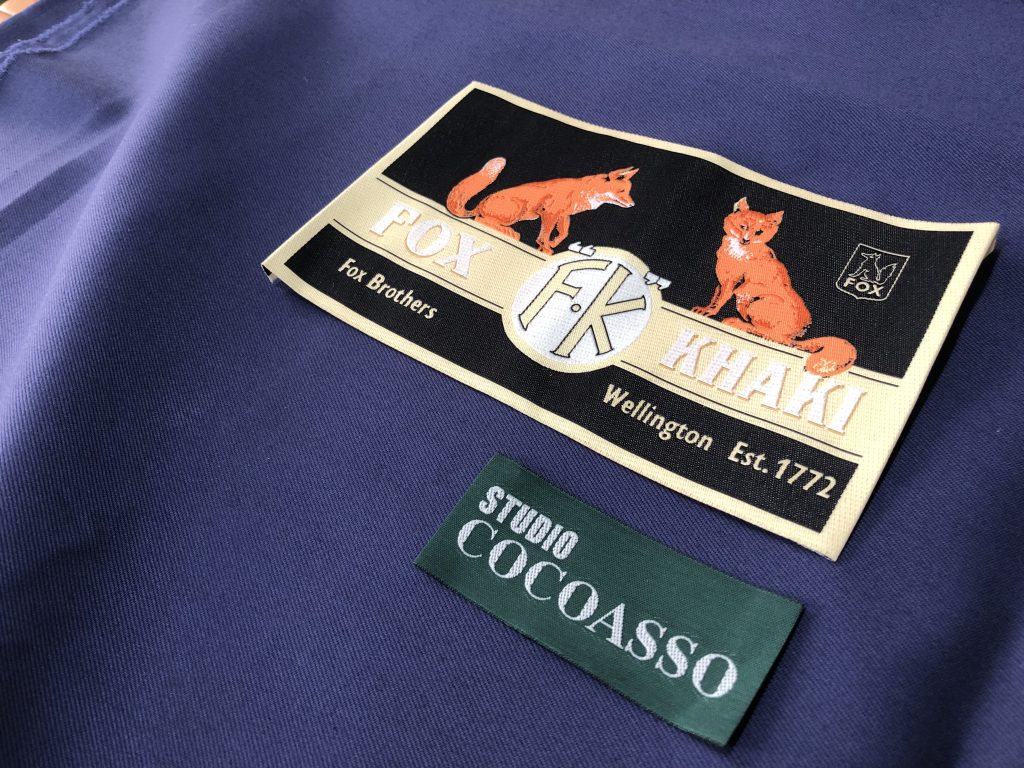 FOX
KHAKI
"F.K"
FOX
Fox Brothers
Wellington Est. 1772
STUDIO
COCOASSO